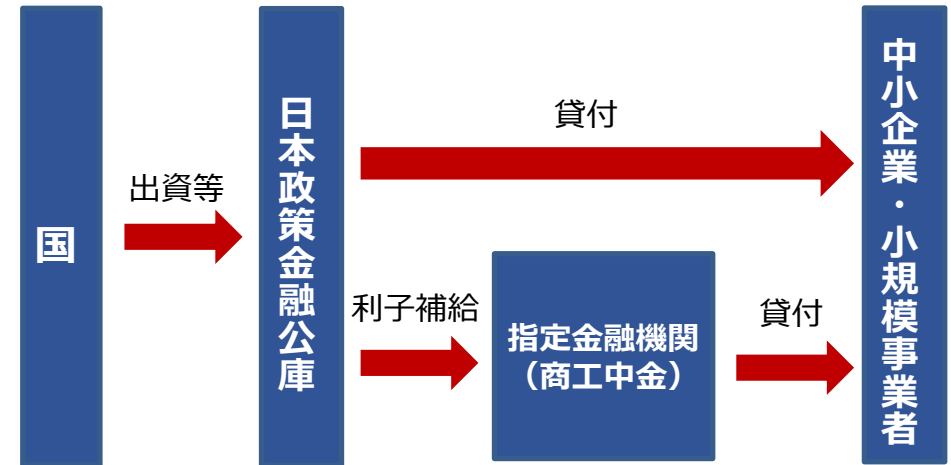 国
出資等
日本政策金融公庫
貸付
利子補給
指定金融機関
（商工中金）
貸付
中小企業・小規模事業者